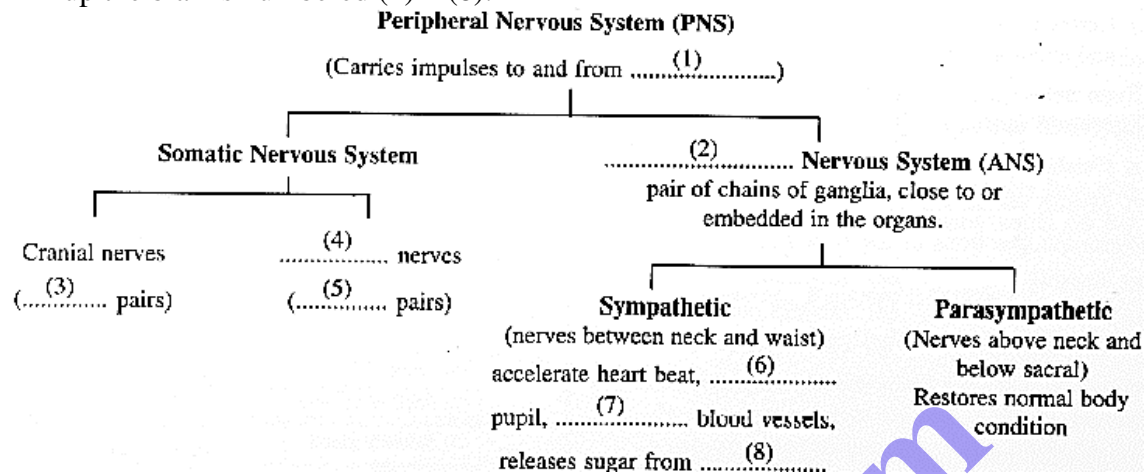 Peripheral Nervous System (PNS)
(Carries impulses to and from ....(1)....)
Somatic Nervous System
....(2).... Nervous System (ANS)
pair of chains of ganglia, close to or
embedded in the organs.
Cranial nerves
(....(3).... pairs)
....(4).... nerves
(....(5).... pairs)
Sympathetic
(nerves between neck and waist)
accelerate heart beat, ....(6)....
pupil, ....(7).... blood vessels,
releases sugar from ....(8)....
Parasympathetic
(Nerves above neck and
below sacral)
Restores normal body
condition